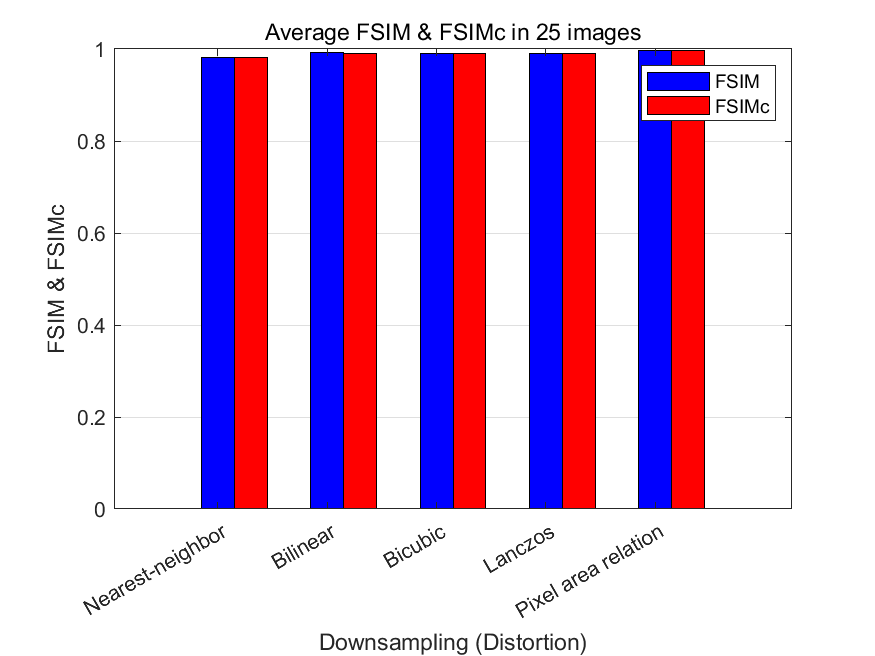 Average FSIM & FSIMc in 25 images
FSIM & FSIMc
1
0.8
0.6
0.4
0.2
0
FSIM
FSIMc
Nearest-neighbor
Bilinear
Bicubic
Lanczos
Pixel area relation
Downsampling (Distortion)